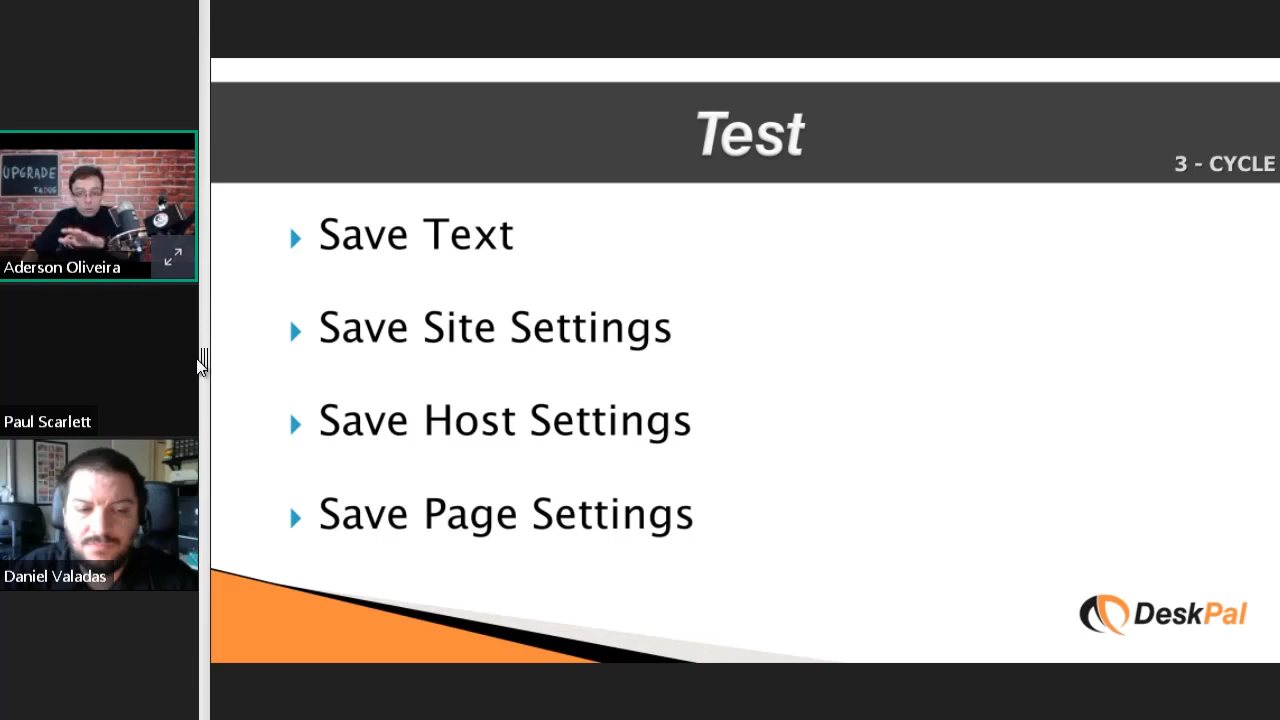 UPGRADE
Aderson Oliveira
Paul Scarlett
Daniel Valadas
Test
3 - CYCLE
Save Text
Save Site Settings
Save Host Settings
Save Page Settings
DeskPal